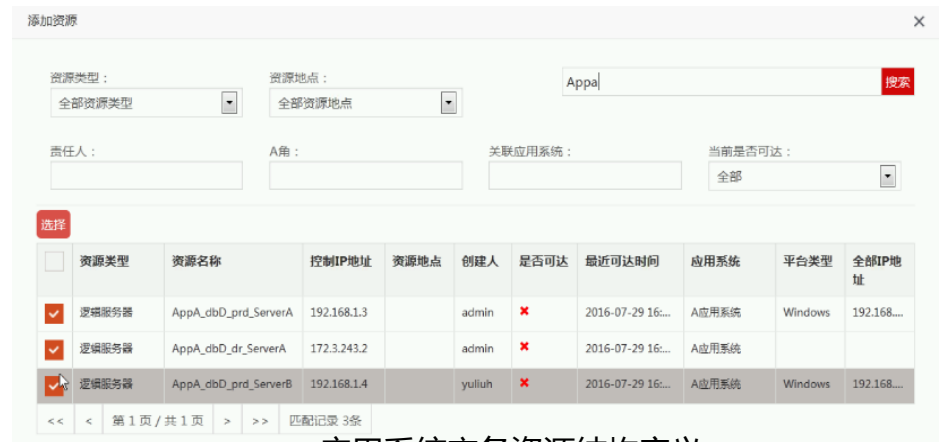 添加资源
资源类型：
资源地点：
全部资源类型
全部资源地点
Appa
搜索
责任人：
A角：
关联应用系统：
当前是否可达：
全部
选择
资源类型 资源名称 控制IP地址 资源地点 创建人 是否可达 最近可达时间 应用系统 平台类型 全部IP地址
逻辑服务器 AppA_dbD_prd_ServerA 192.168.1.3 admin 2016-07-29 16:... A应用系统 Windows 192.168....
逻辑服务器 AppA_dbD_dr_ServerA 172.3.243.2 admin 2016-07-29 16:... A应用系统
逻辑服务器 AppA_dbD_prd_ServerB 192.168.1.4 yuliuh 2016-07-29 16:... A应用系统 Windows 192.168....
<< < 第1页/共1页 > >> 匹配记录 3条